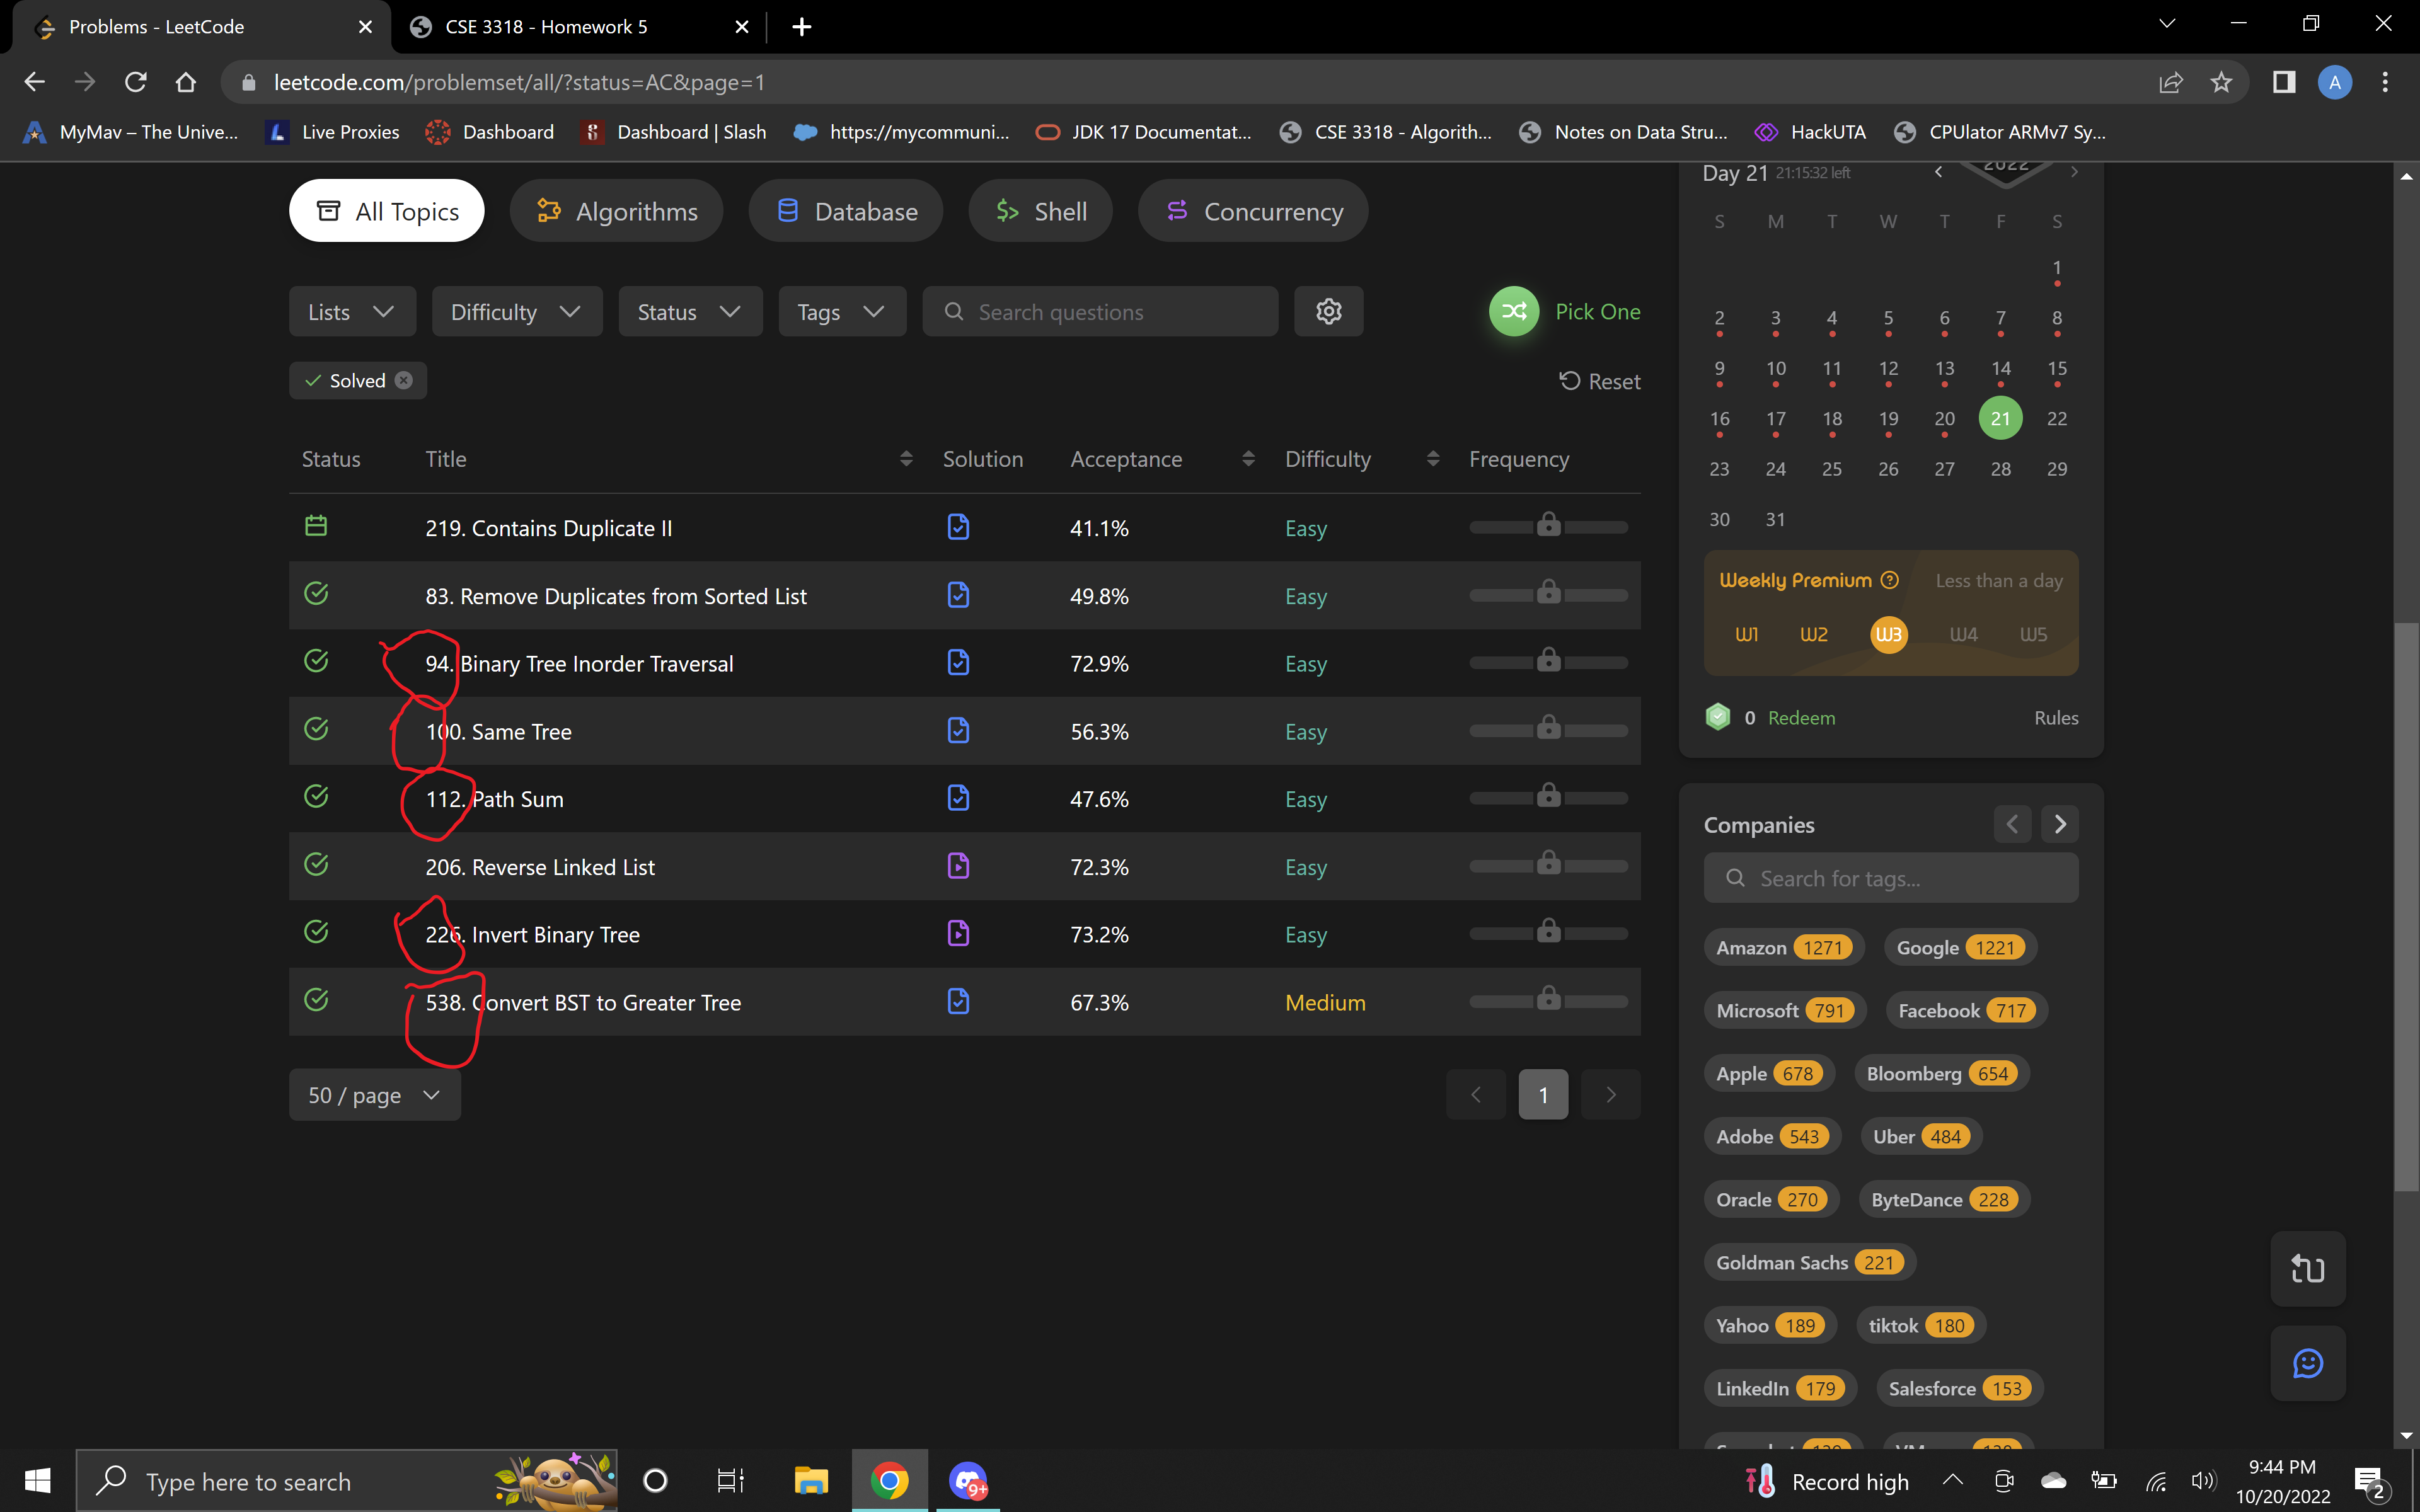 Problems - LeetCode
CSE 3318 - Homework 5
leetcode.com/problemset/all/?status=AC&page=1
A
MyMav – The Unive...
Live Proxies
Dashboard
Dashboard | Slash
https://mycommuni...
JDK 17 Documentat...
CSE 3318 - Algorith...
Notes on Data Stru...
HackUTA
CPUlator ARMv7 Sy...
All Topics
Algorithms
Database
Shell
Concurrency
Lists
Difficulty
Status
Tags
Search questions
Pick One
Solved
Reset
Status Title Solution Acceptance Difficulty Frequency
219. Contains Duplicate II 41.1% Easy
83. Remove Duplicates from Sorted List 49.8% Easy
94. Binary Tree Inorder Traversal 72.9% Easy
100. Same Tree 56.3% Easy
112. Path Sum 47.6% Easy
206. Reverse Linked List 72.3% Easy
226. Invert Binary Tree 73.2% Easy
538. Convert BST to Greater Tree 67.3% Medium
50 / page
1
Day 21 21:15:32 left
2022
S M T W T F S
1
2 3 4 5 6 7 8
9 10 11 12 13 14 15
16 17 18 19 20 21 22
23 24 25 26 27 28 29
30 31
Weekly Premium ? Less than a day
W1 W2 W3 W4 W5
0 Redeem Rules
Companies
Search for tags...
Amazon 1271 Google 1221
Microsoft 791 Facebook 717
Apple 678 Bloomberg 654
Adobe 543 Uber 484
Oracle 270 ByteDance 228
Goldman Sachs 221
Yahoo 189 tiktok 180
LinkedIn 179 Salesforce 153
Type here to search
9+
Record high
9:44 PM
10/20/2022
2